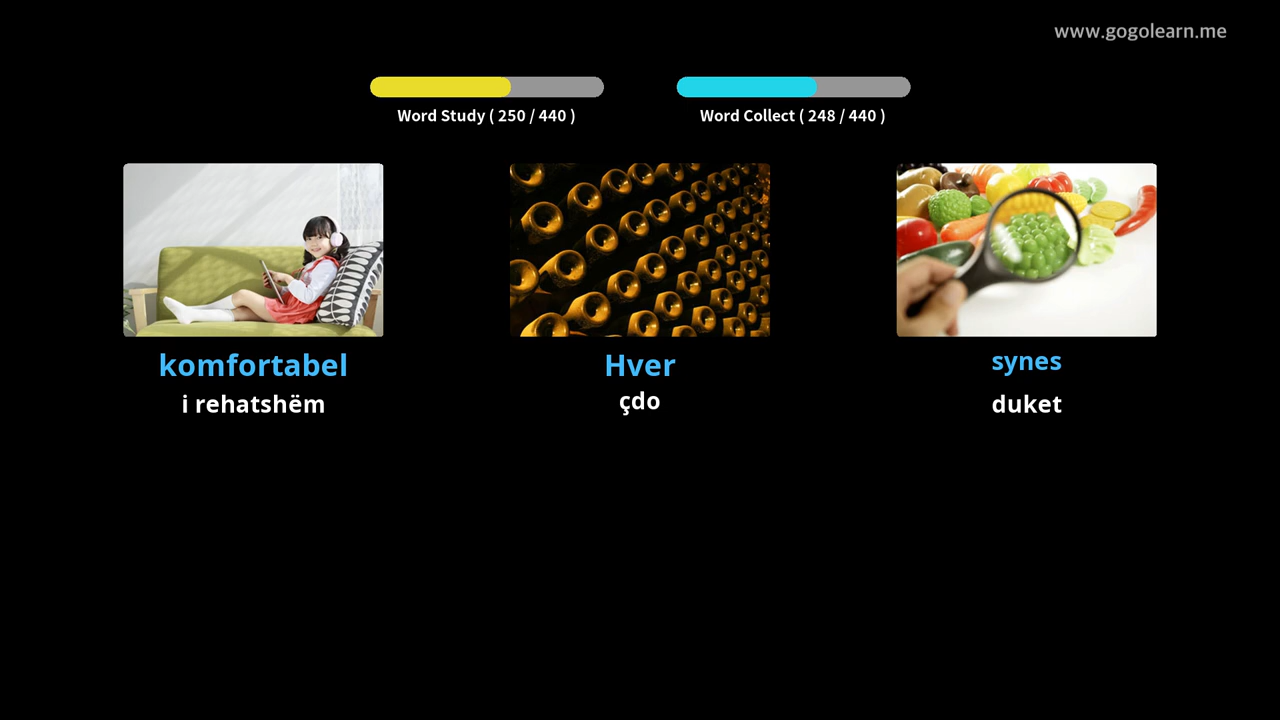 www.gogolearn.me
Word Study ( 250 / 440 )
Word Collect ( 248 / 440 )
komfortabel
i rehatshëm
Hver
çdo
synes
duket